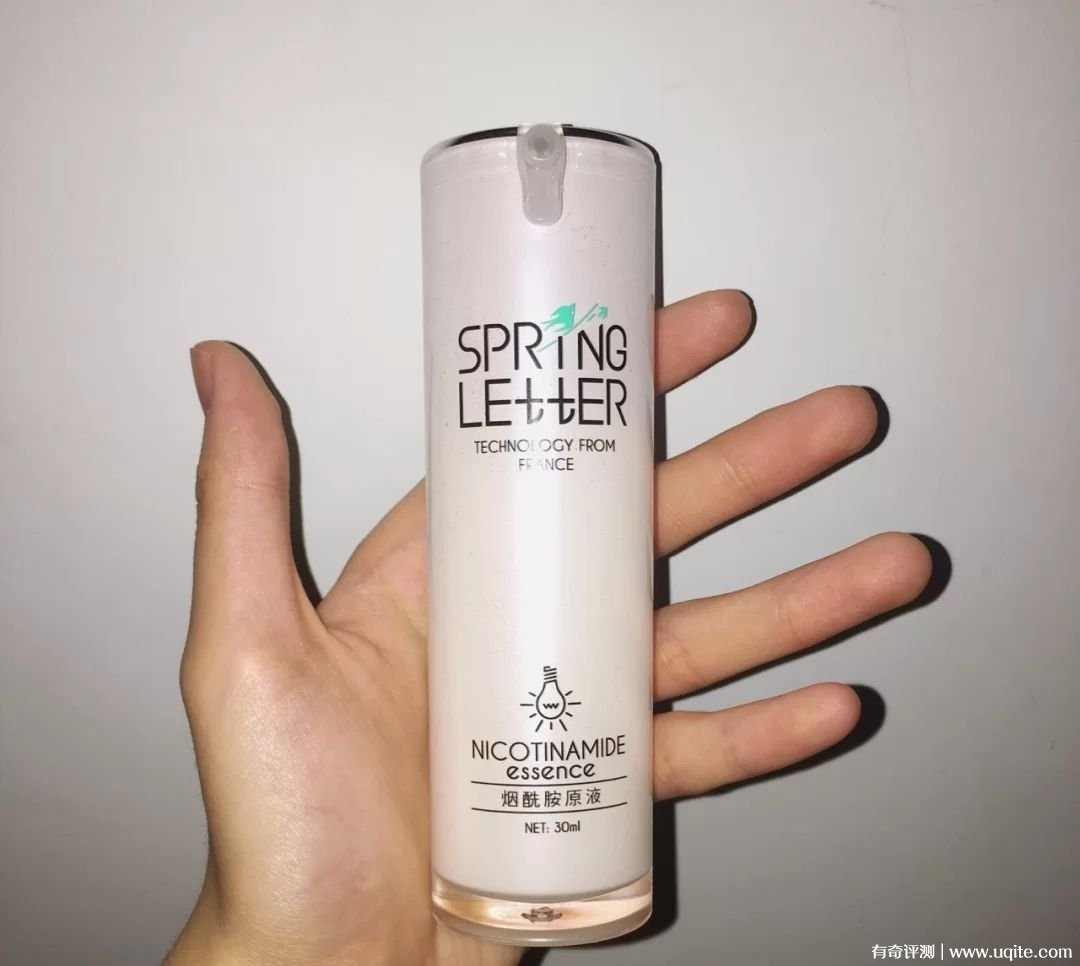 SPRING
LETTER
TECHNOLOGY FROM
FRANCE
NICOTINAMIDE
essence
烟酰胺原液
NET: 30ml
有奇评测 | www.uqite.com